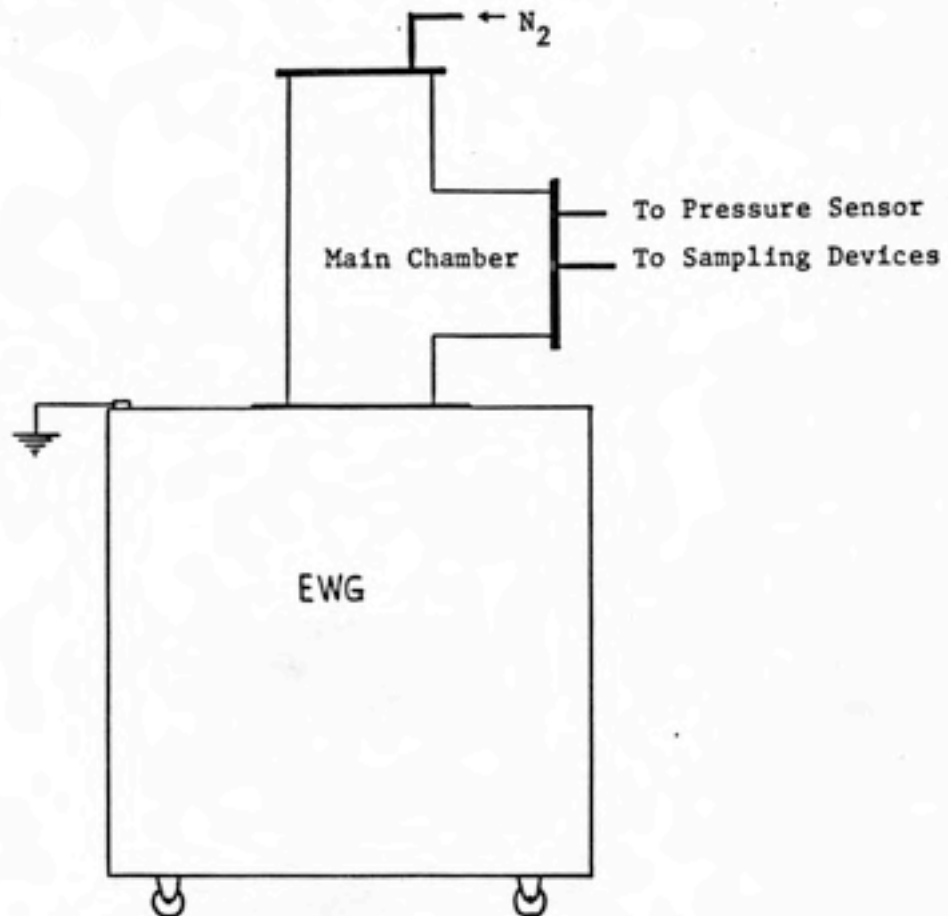 ← N₂
To Pressure Sensor
Main Chamber
To Sampling Devices
EWG